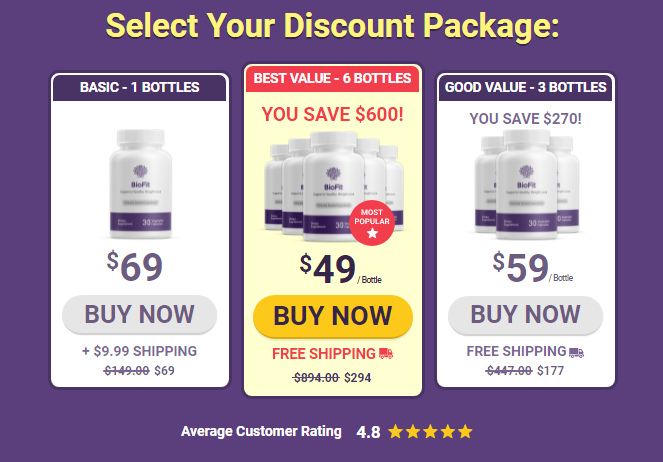 Select Your Discount Package:
BASIC - 1 BOTTLES
BioFit
30
$69
BUY NOW
+ $9.99 SHIPPING
$149.00 $69
BEST VALUE - 6 BOTTLES
YOU SAVE $600!
BioFit
30
MOST
POPULAR
$49 / Bottle
BUY NOW
FREE SHIPPING
$894.00 $294
GOOD VALUE - 3 BOTTLES
YOU SAVE $270!
BioFit
30
$59 / Bottle
BUY NOW
FREE SHIPPING
$447.00 $177
Average Customer Rating 4.8